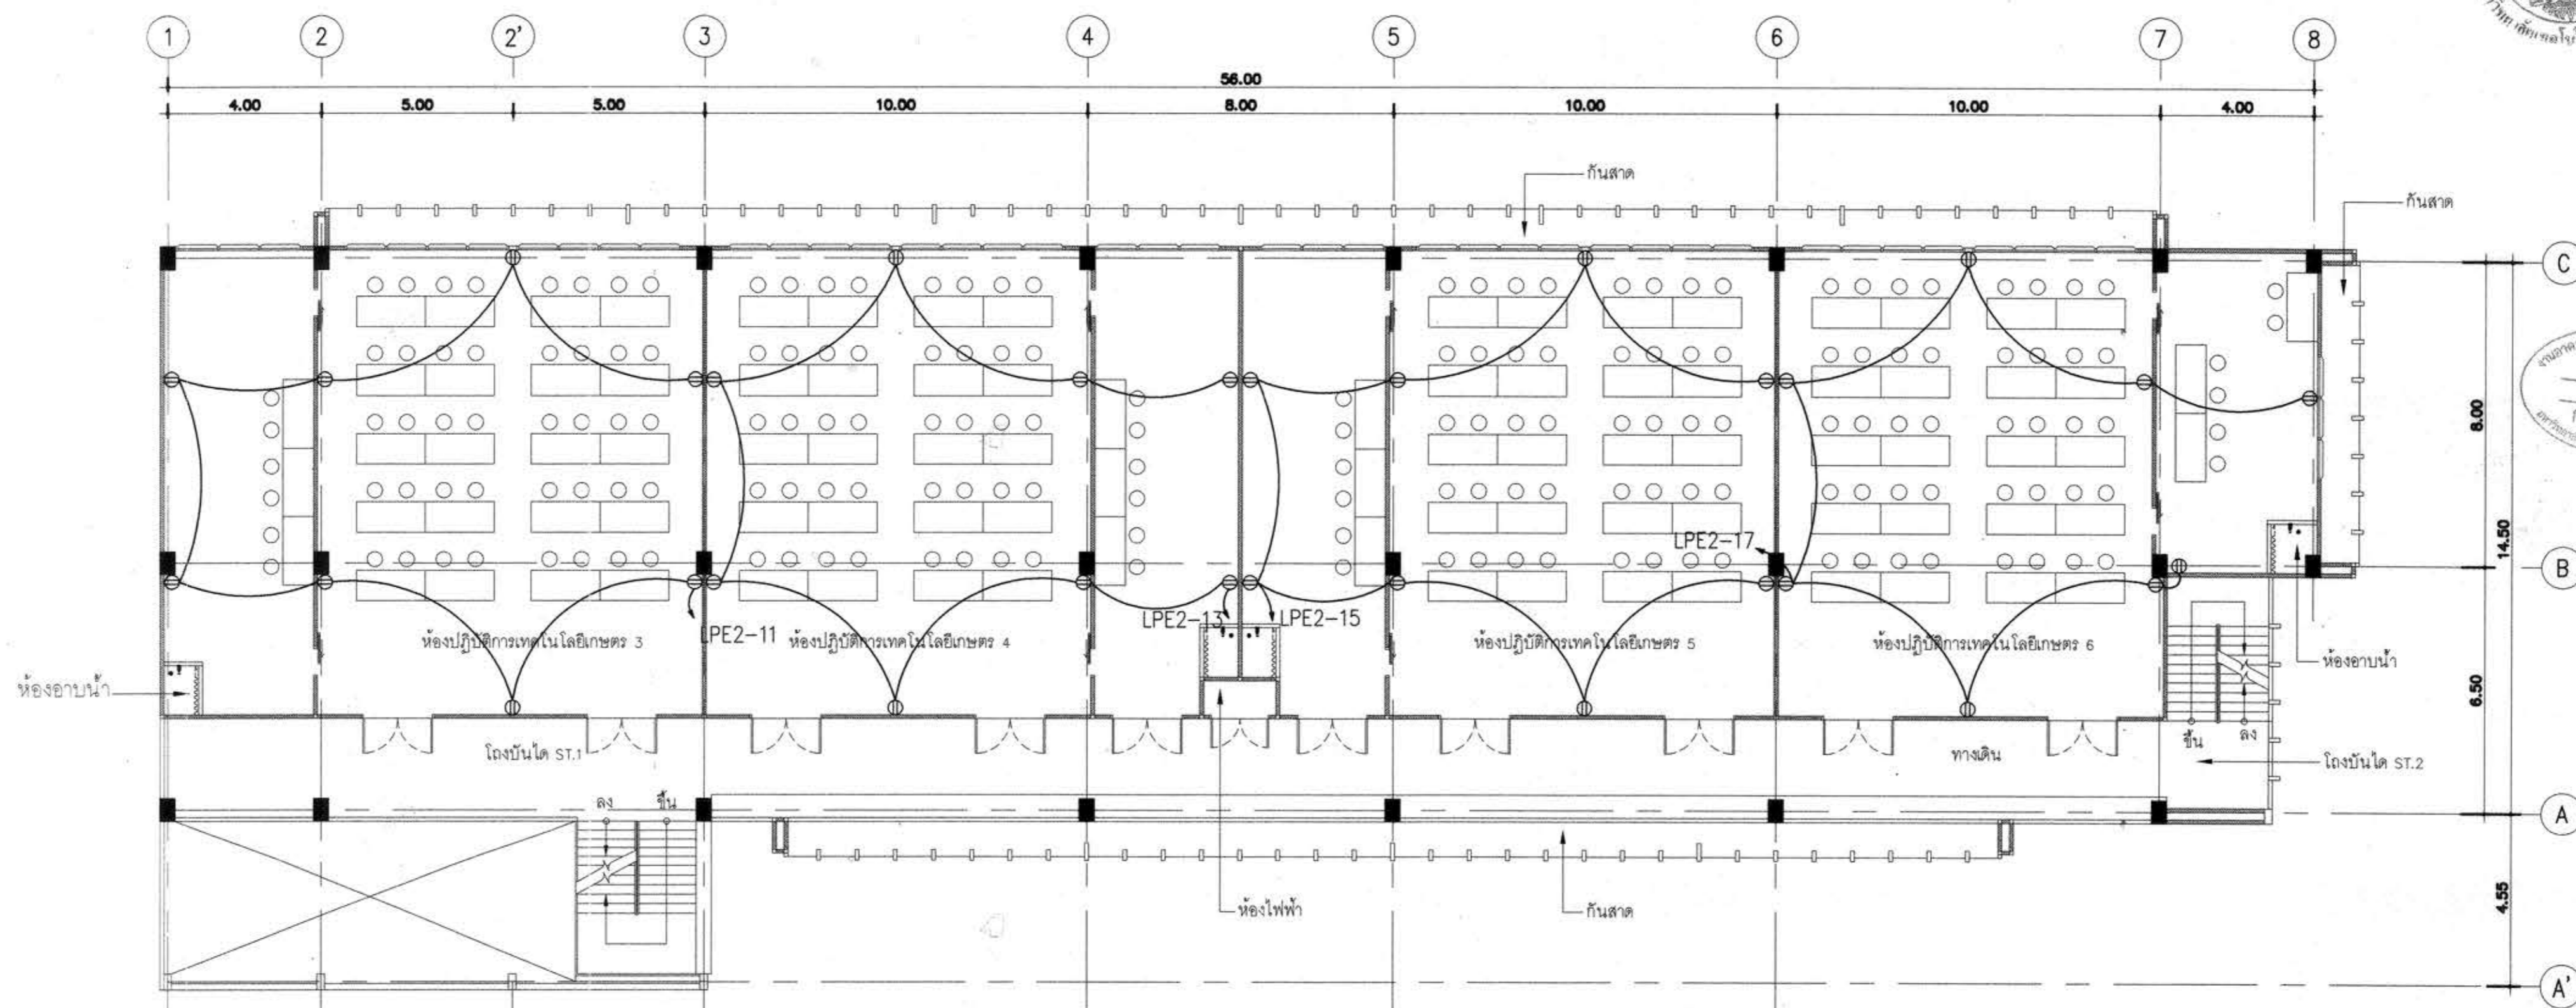 1 2 2' 3 4 5 6 7 8
56.00
4.00 5.00 5.00 10.00 8.00 10.00 10.00 4.00
กันสาด
กันสาด
C
8.00
14.50
LPE2-17
B
LPE2-11 LPE2-13 LPE2-15
ห้องปฏิบัติการเทคโนโลยีเกษตร 3 ห้องปฏิบัติการเทคโนโลยีเกษตร 4 ห้องปฏิบัติการเทคโนโลยีเกษตร 5 ห้องปฏิบัติการเทคโนโลยีเกษตร 6
ห้องอาบน้ำ ห้องอาบน้ำ
6.50
ขึ้น ลง
โถงบันได ST.1 ทางเดิน โถงบันได ST.2
ลง ขึ้น
A
4.55
ห้องไฟฟ้า กันสาด
A'